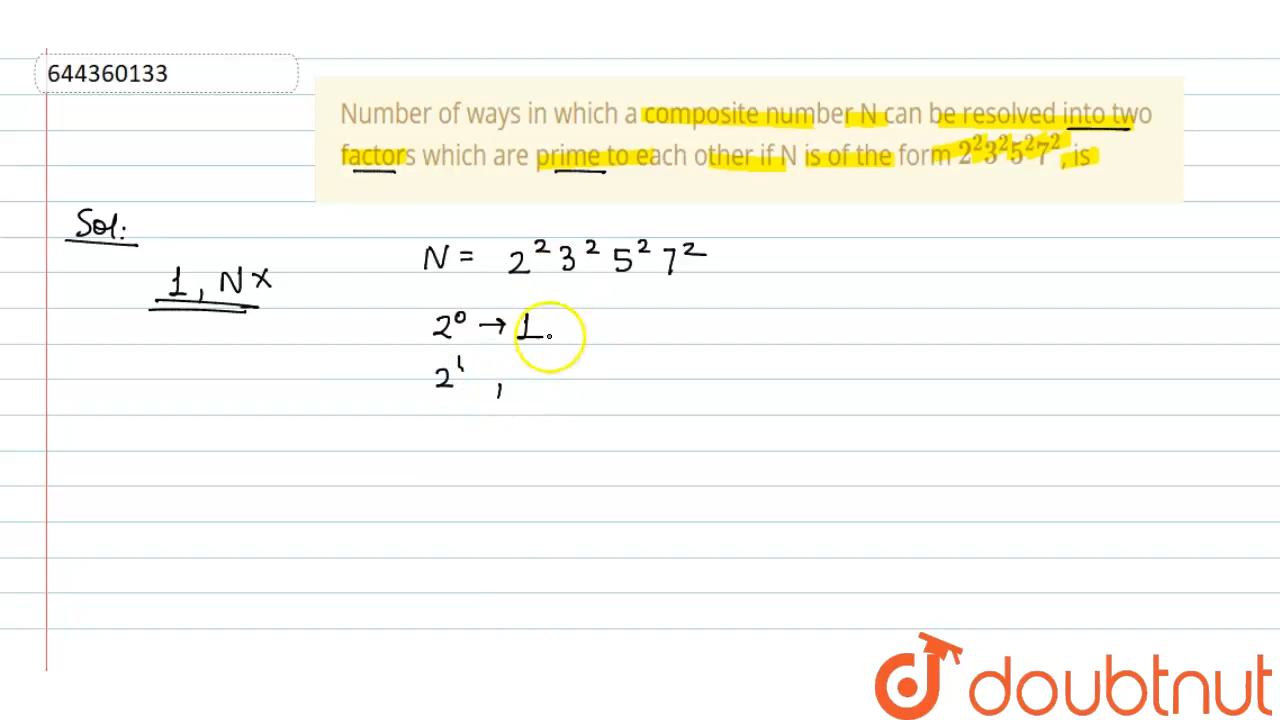 644360133
Number of ways in which a composite number N can be resolved into two
factors which are prime to each other if N is of the form 2²3²5²7², is
Sol:
N = 2² 3² 5² 7²
1, N ×
2⁰ → 1.
2¹ ,
doubtnut